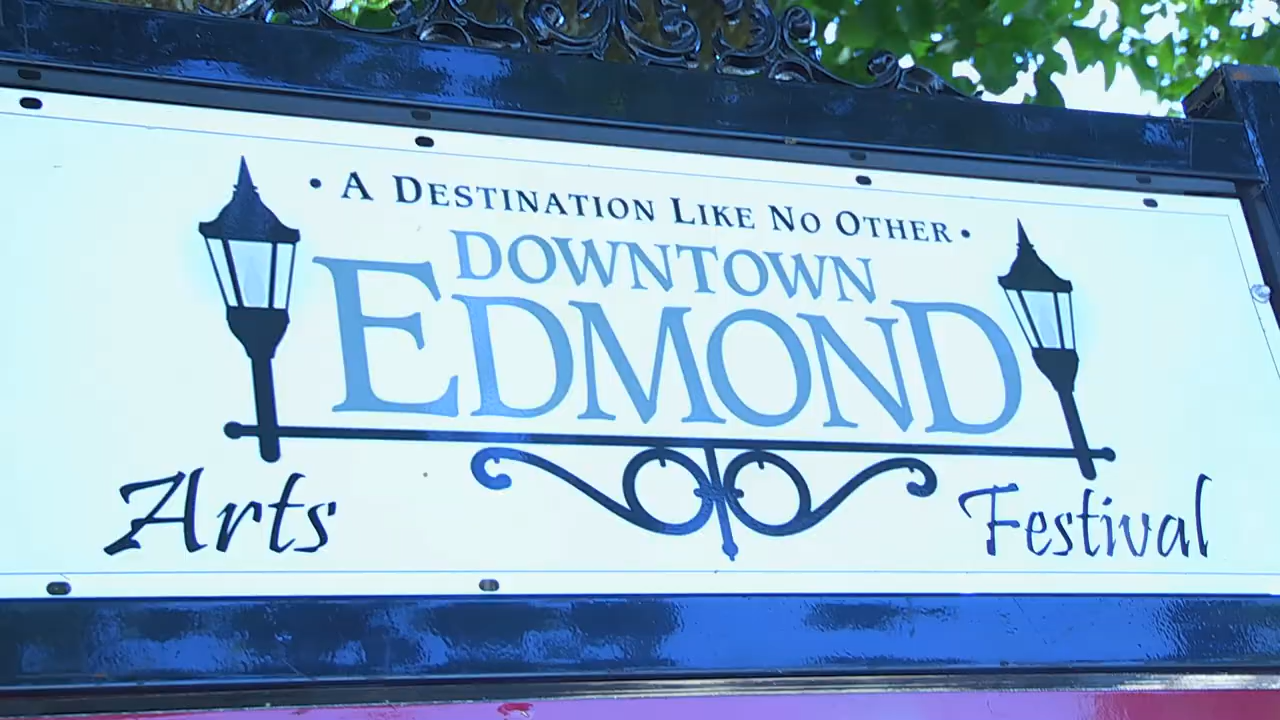 • A DESTINATION LIKE NO OTHER •
DOWNTOWN
EDMOND
Arts Festival